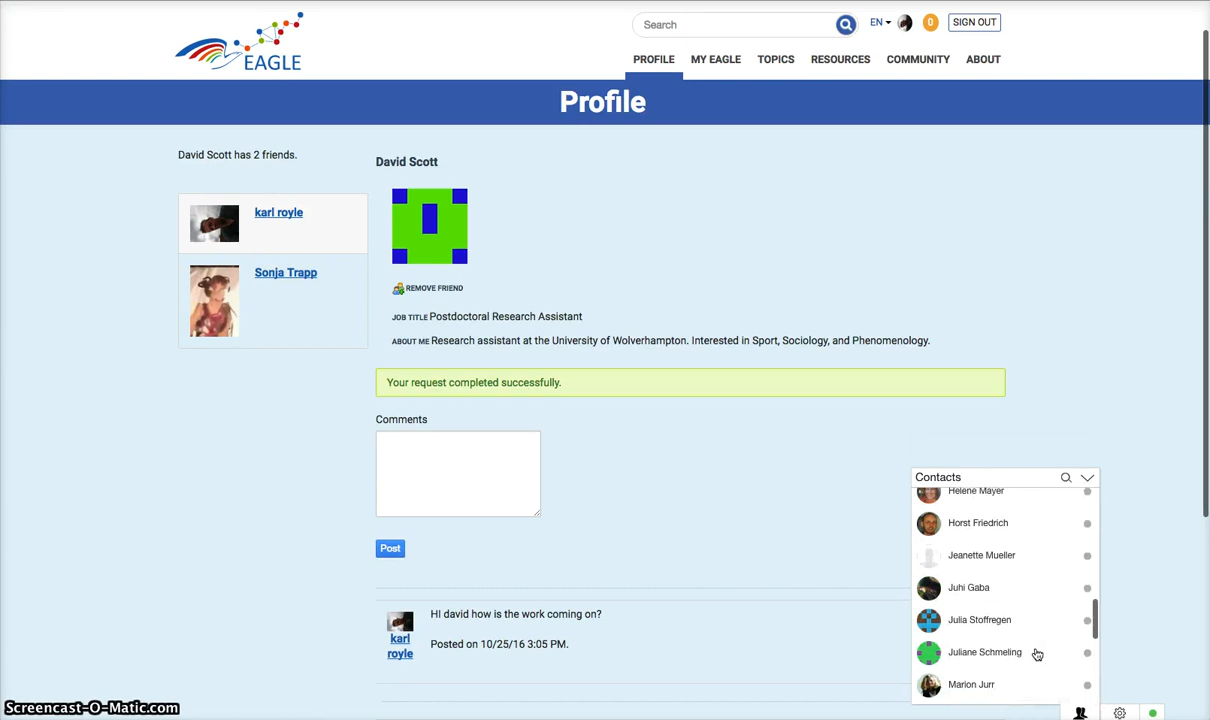 EAGLE
Search
EN
0
SIGN OUT
PROFILE MY EAGLE TOPICS RESOURCES COMMUNITY ABOUT
Profile
David Scott has 2 friends.
karl royle
Sonja Trapp
David Scott
REMOVE FRIEND
JOB TITLE Postdoctoral Research Assistant
ABOUT ME Research assistant at the University of Wolverhampton. Interested in Sport, Sociology, and Phenomenology.
Your request completed successfully.
Comments
Post
karl
royle
HI david how is the work coming on?
Posted on 10/25/16 3:05 PM.
Contacts
Helene Mayer
Horst Friedrich
Jeanette Mueller
Juhi Gaba
Julia Stoffregen
Juliane Schmeling
Marion Jurr
Screencast-O-Matic.com